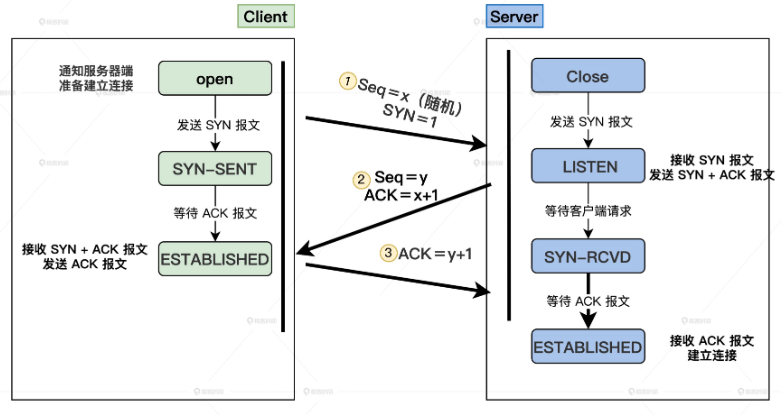 Client
Server
通知服务器端
准备建立连接
open
发送 SYN 报文
SYN-SENT
等待 ACK 报文
接收 SYN + ACK 报文
发送 ACK 报文
ESTABLISHED
1 Seq=x（随机）
SYN=1
2 Seq=y
ACK=x+1
3 ACK=y+1
Close
发送 SYN 报文
LISTEN
接收 SYN 报文
发送 SYN + ACK 报文
等待客户端请求
SYN-RCVD
等待 ACK 报文
ESTABLISHED
接收 ACK 报文
建立连接